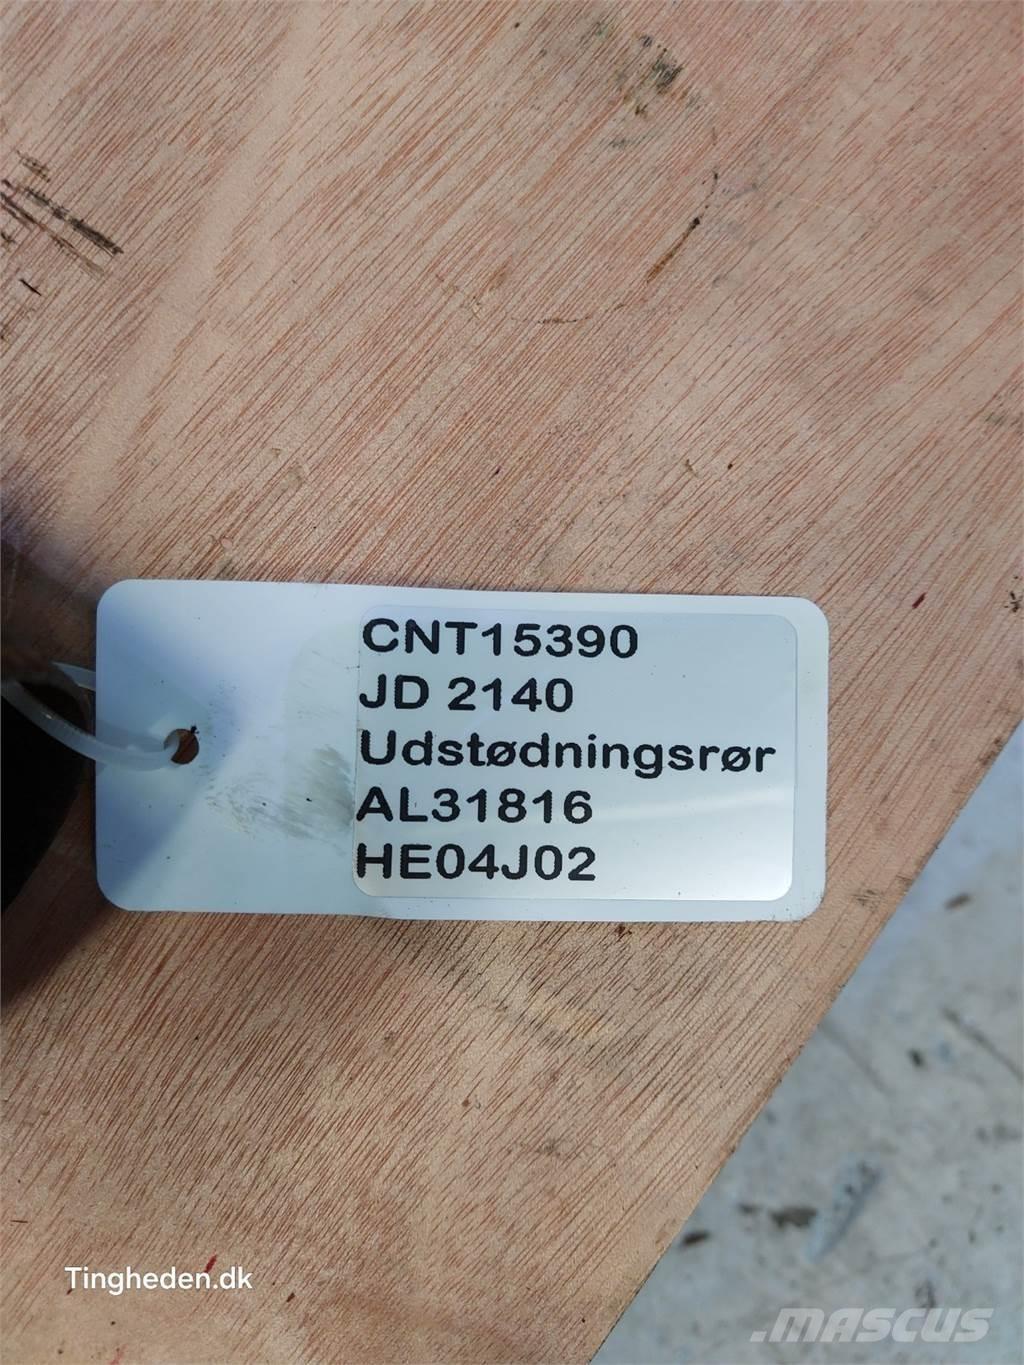 CNT15390
JD 2140
Udstødningsrør
AL31816
HE04J02
Tingheden.dk
.MASCUS